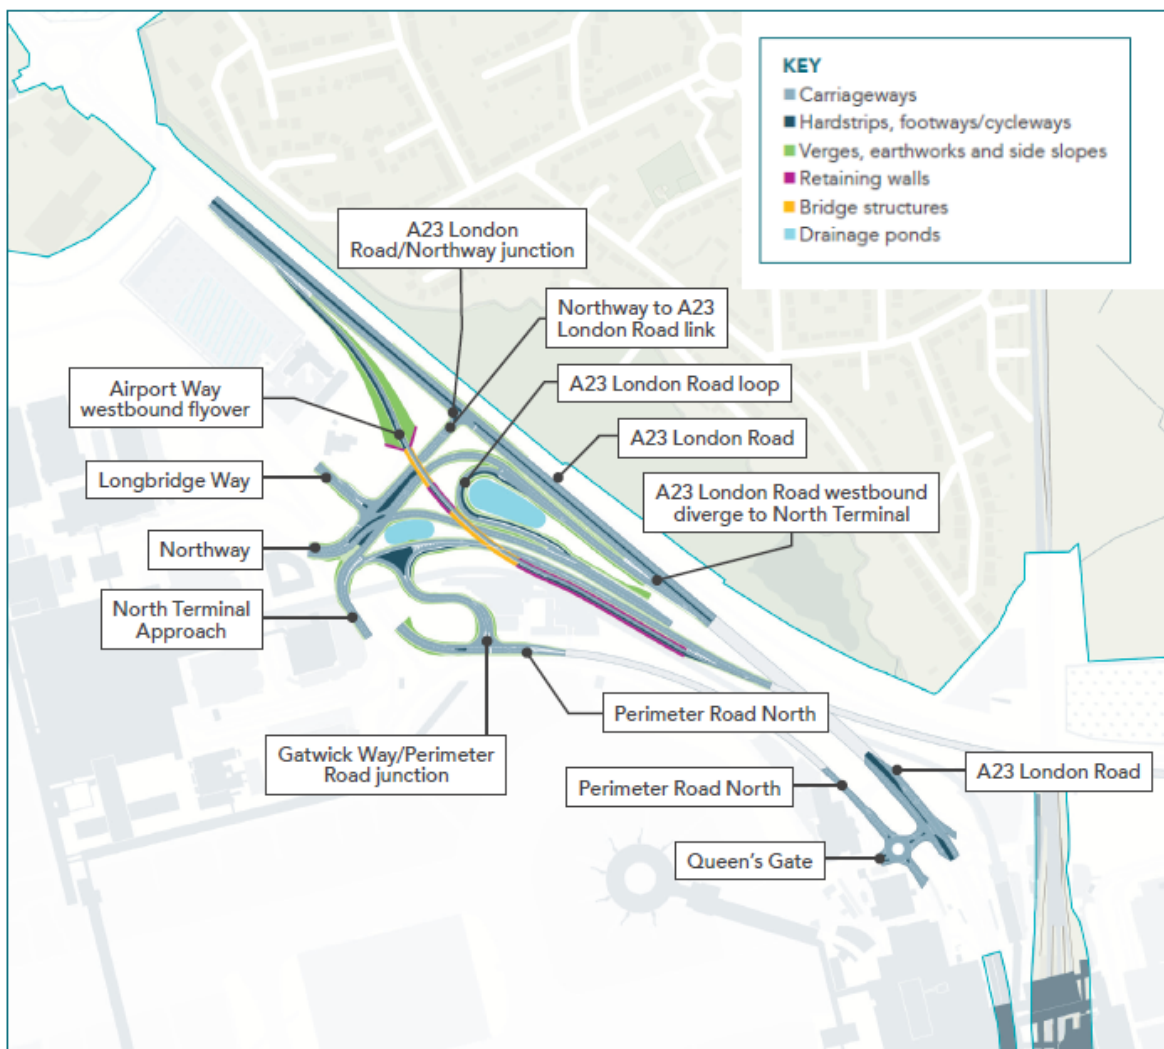 KEY
Carriageways
Hardstrips, footways/cycleways
Verges, earthworks and side slopes
Retaining walls
Bridge structures
Drainage ponds
A23 London
Road/Northway junction
Northway to A23
London Road link
A23 London Road loop
Airport Way
westbound flyover
A23 London Road
Longbridge Way
A23 London Road westbound
diverge to North Terminal
Northway
North Terminal
Approach
Perimeter Road North
Gatwick Way/Perimeter
Road junction
A23 London Road
Perimeter Road North
Queen's Gate